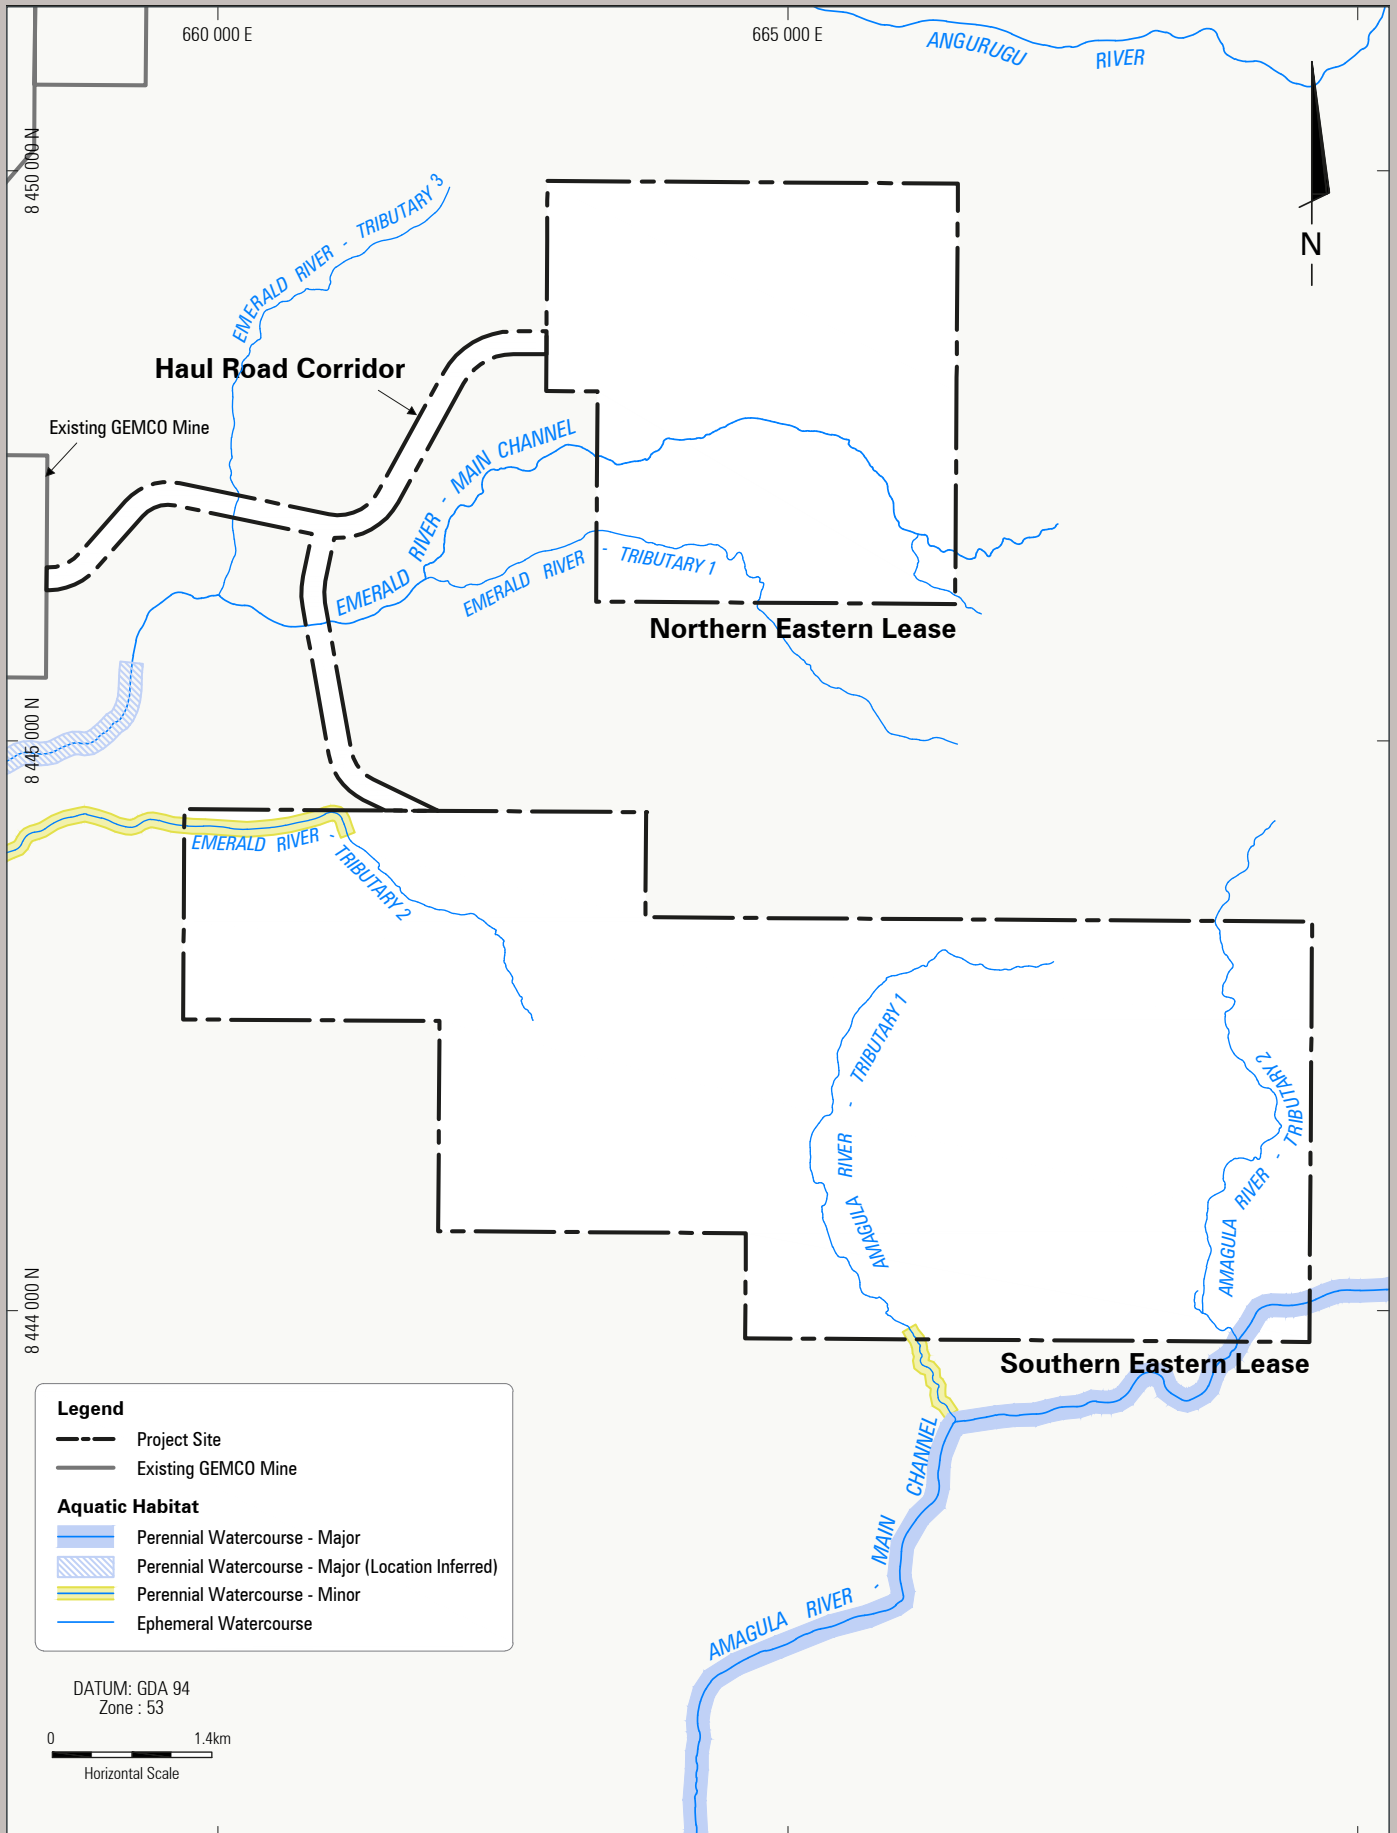 660 000 E
665 000 E
ANGURUGU RIVER
8 450 000 N
N
EMERALD RIVER - TRIBUTARY 3
Haul Road Corridor
Existing GEMCO Mine
EMERALD RIVER - MAIN CHANNEL
EMERALD RIVER - TRIBUTARY 1
Northern Eastern Lease
8 445 000 N
EMERALD RIVER - TRIBUTARY 2
AMAGULA RIVER - TRIBUTARY 1
AMAGULA RIVER - TRIBUTARY 2
8 444 000 N
Southern Eastern Lease
AMAGULA RIVER - MAIN CHANNEL
Legend
Project Site
Existing GEMCO Mine
Aquatic Habitat
Perennial Watercourse - Major
Perennial Watercourse - Major (Location Inferred)
Perennial Watercourse - Minor
Ephemeral Watercourse
DATUM: GDA 94
Zone : 53
0 1.4km
Horizontal Scale